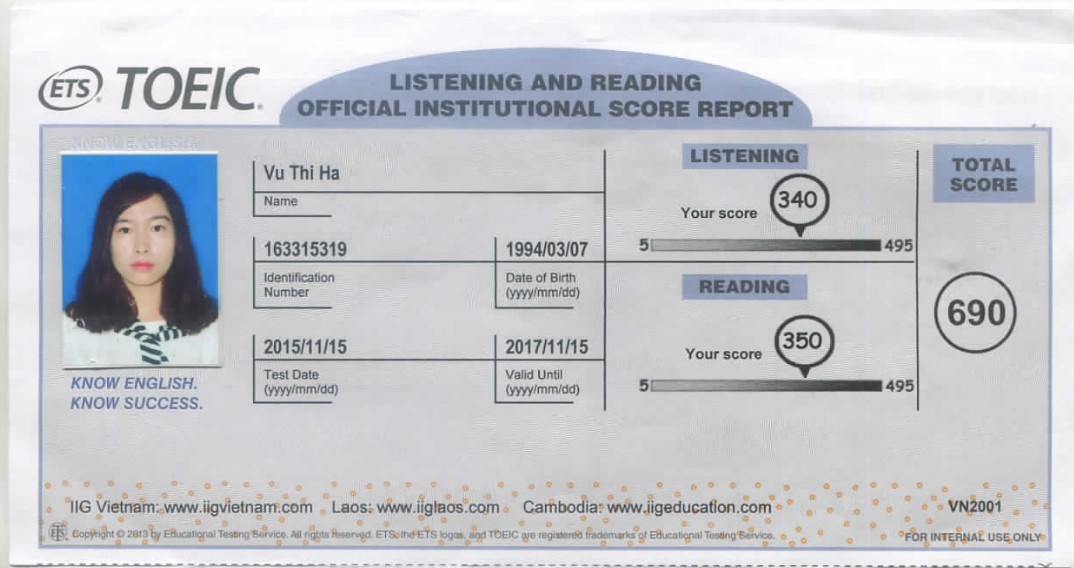 ETS TOEIC
LISTENING AND READING
OFFICIAL INSTITUTIONAL SCORE REPORT
KNOW ENGLISH.
Vu Thi Ha
Name
163315319
Identification
Number
1994/03/07
Date of Birth
(yyyy/mm/dd)
2015/11/15
Test Date
(yyyy/mm/dd)
2017/11/15
Valid Until
(yyyy/mm/dd)
LISTENING
Your score
340
5 495
READING
Your score
350
5 495
TOTAL
SCORE
690
KNOW ENGLISH.
KNOW SUCCESS.
IIG Vietnam: www.iigvietnam.com Laos: www.iiglaos.com Cambodia: www.iigeducation.com
VN2001
Copyright © 2013 by Educational Testing Service. All rights reserved. ETS, the ETS logos, and TOEIC are registered trademarks of Educational Testing Service.
FOR INTERNAL USE ONLY